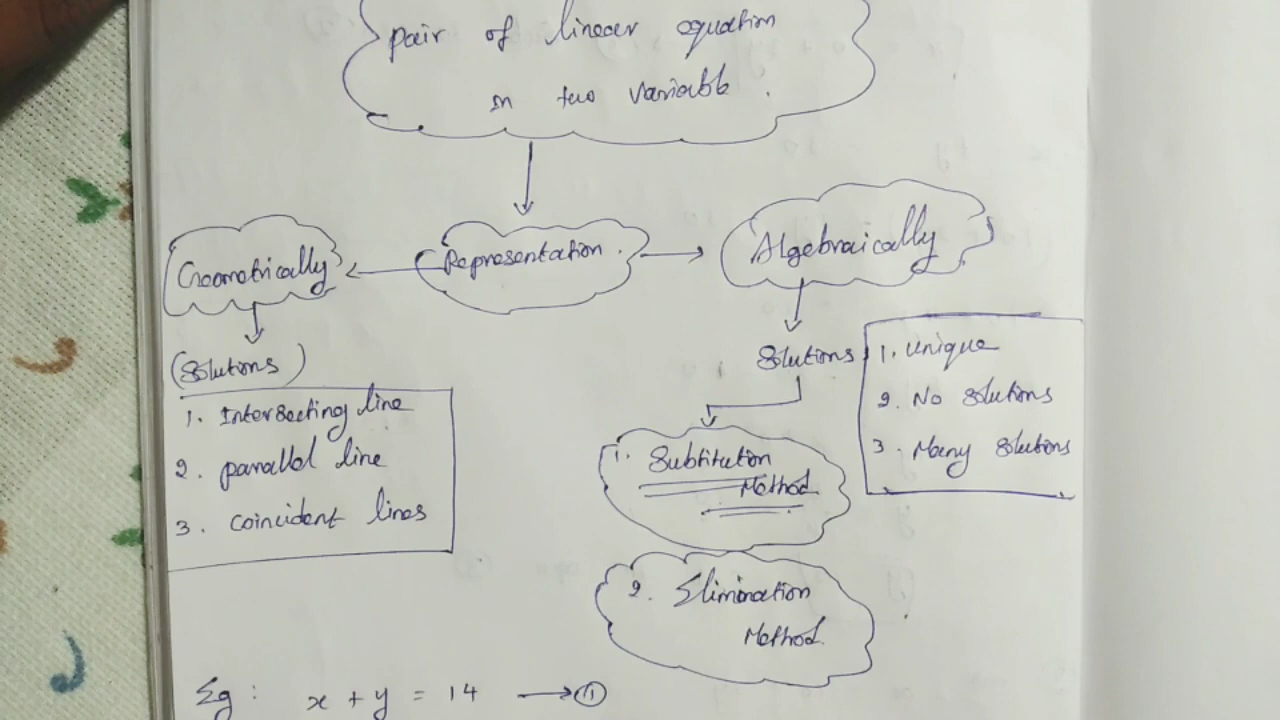 pair of linear equation
in two variable.
Geometrically
Representation.
Algebraically
(Solutions)
1. Intersecting line
2. parallel line
3. coincident lines
Solutions
1. unique
2. No solutions
3. Many solutions
1. Subtitution
Method
2. Elimination
Method.
Eg: x + y = 14 → ①